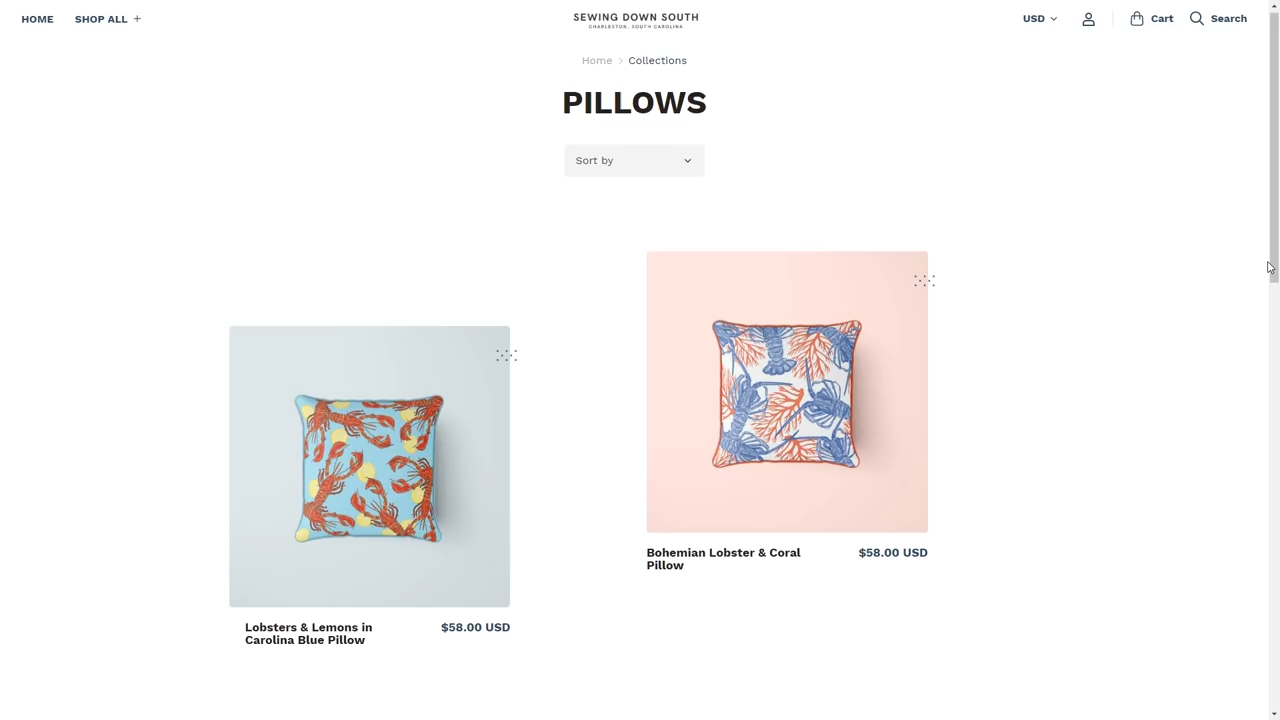 HOME
SHOP ALL +
SEWING DOWN SOUTH
CHARLESTON, SOUTH CAROLINA
USD
Cart
Search
Home > Collections
PILLOWS
Sort by
Bohemian Lobster & Coral
Pillow
$58.00 USD
Lobsters & Lemons in
Carolina Blue Pillow
$58.00 USD